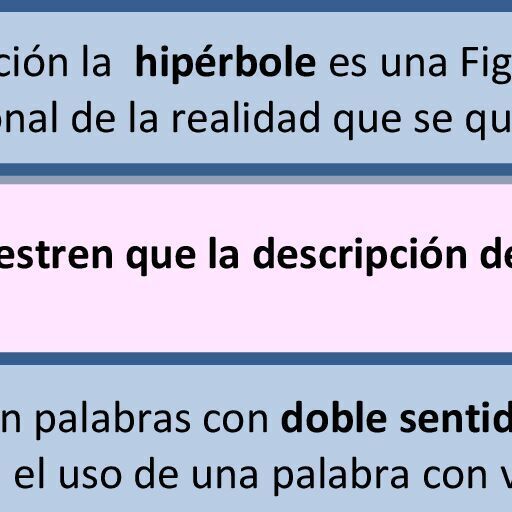 ción la hipérbole es una Fig
onal de la realidad que se qu
estren que la descripción de
n palabras con doble sentid
el uso de una palabra con v